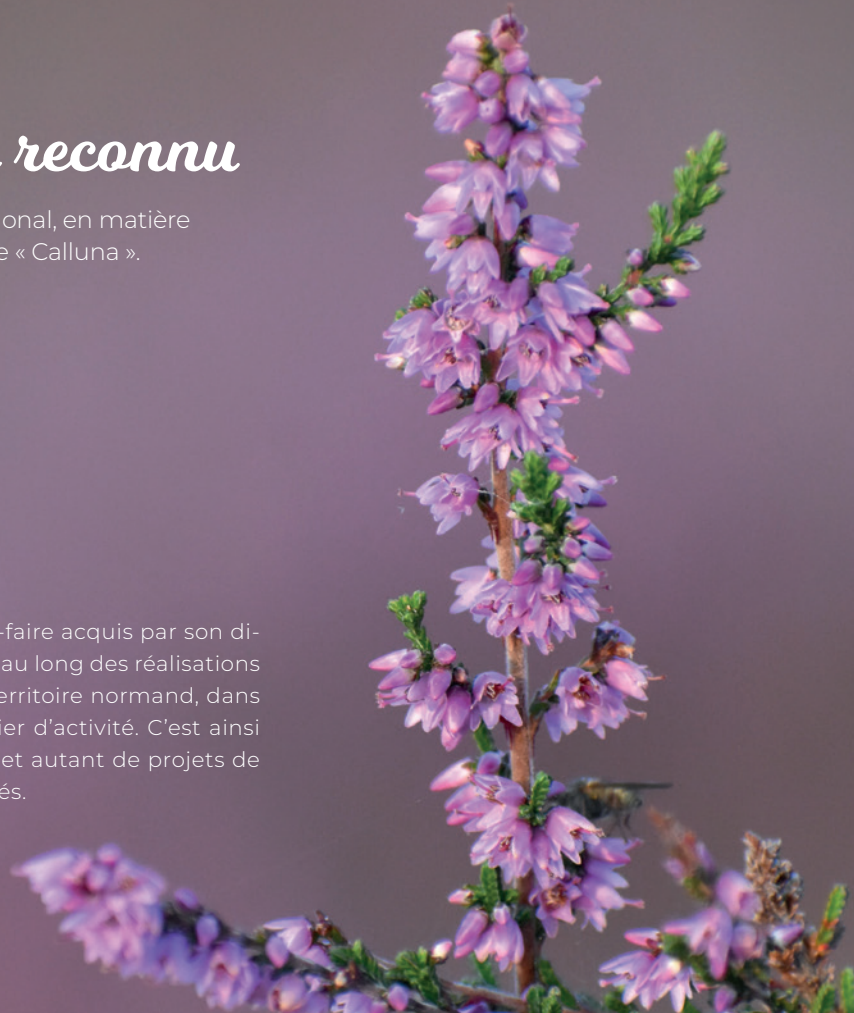 reconnu
onal, en matière
e « Calluna ».
-faire acquis par son di-
au long des réalisations
erritoire normand, dans
ier d’activité. C’est ainsi
et autant de projets de
és.